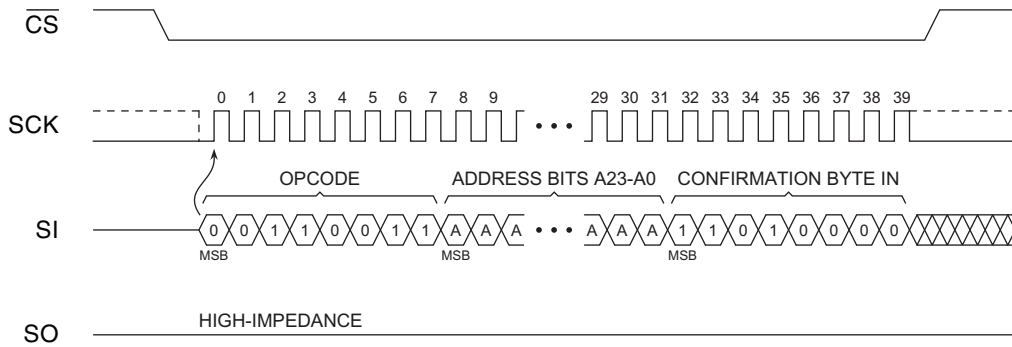 CS
0 1 2 3 4 5 6 7 8 9 29 30 31 32 33 34 35 36 37 38 39
SCK
OPCODE ADDRESS BITS A23-A0 CONFIRMATION BYTE IN
SI 0 0 1 1 0 0 1 1 A A A A A A 1 1 0 1 0 0 0 0
MSB MSB MSB
HIGH-IMPEDANCE
SO